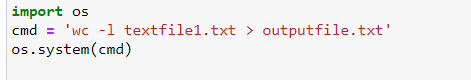 import os
cmd = 'wc -l textfile1.txt > outputfile.txt'
os.system(cmd)